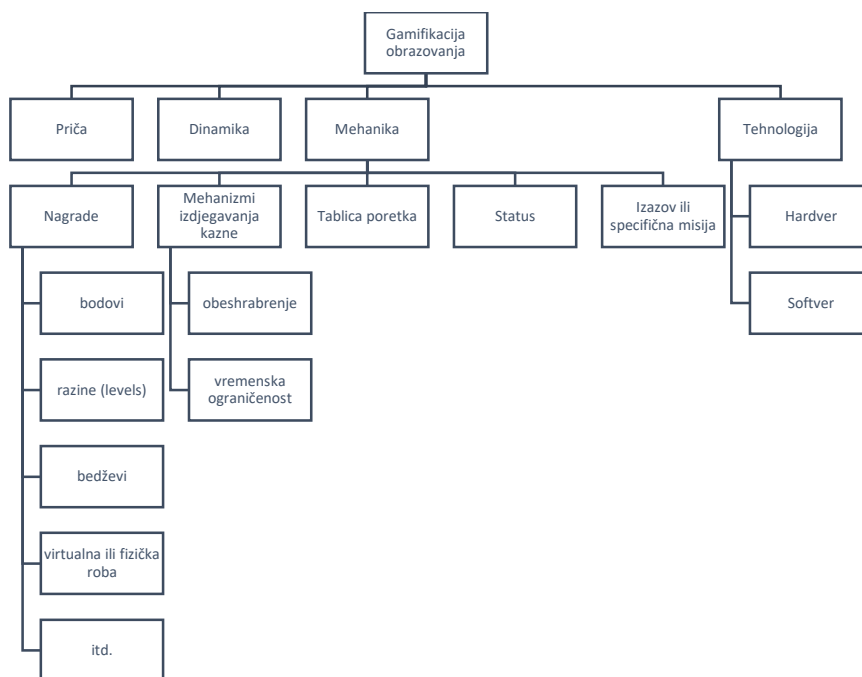 Gamifikacija
obrazovanja
Priča
Dinamika
Mehanika
Tehnologija
Nagrade
Mehanizmi
izdjegavanja
kazne
Tablica poretka
Status
Izazov ili
specifična misija
Hardver
bodovi
obeshrabrenje
Softver
razine (levels)
vremenska
ograničenost
bedževi
virtualna ili fizička
roba
itd.